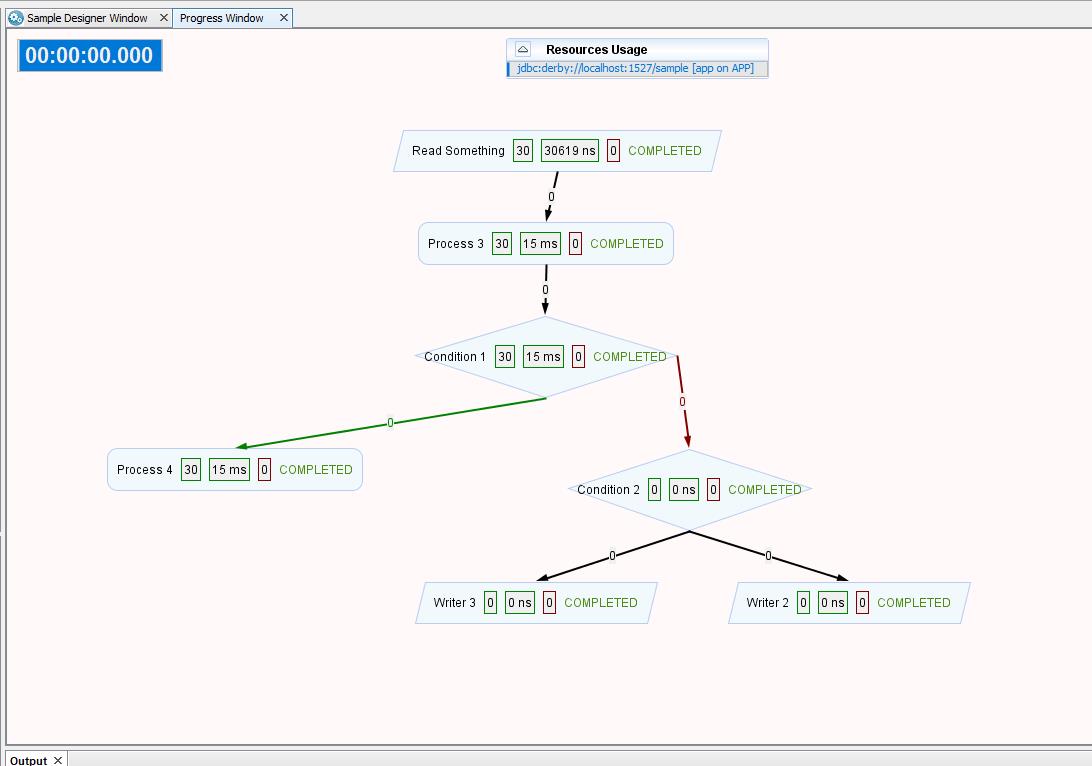 Sample Designer Window
Progress Window
00:00:00.000
Resources Usage
jdbc:derby://localhost:1527/sample [app on APP]
Read Something 30 30619 ns 0 COMPLETED
0
Process 3 30 15 ms 0 COMPLETED
0
Condition 1 30 15 ms 0 COMPLETED
0
0
Process 4 30 15 ms 0 COMPLETED
Condition 2 0 0 ns 0 COMPLETED
0
0
Writer 3 0 0 ns 0 COMPLETED
Writer 2 0 0 ns 0 COMPLETED
Output